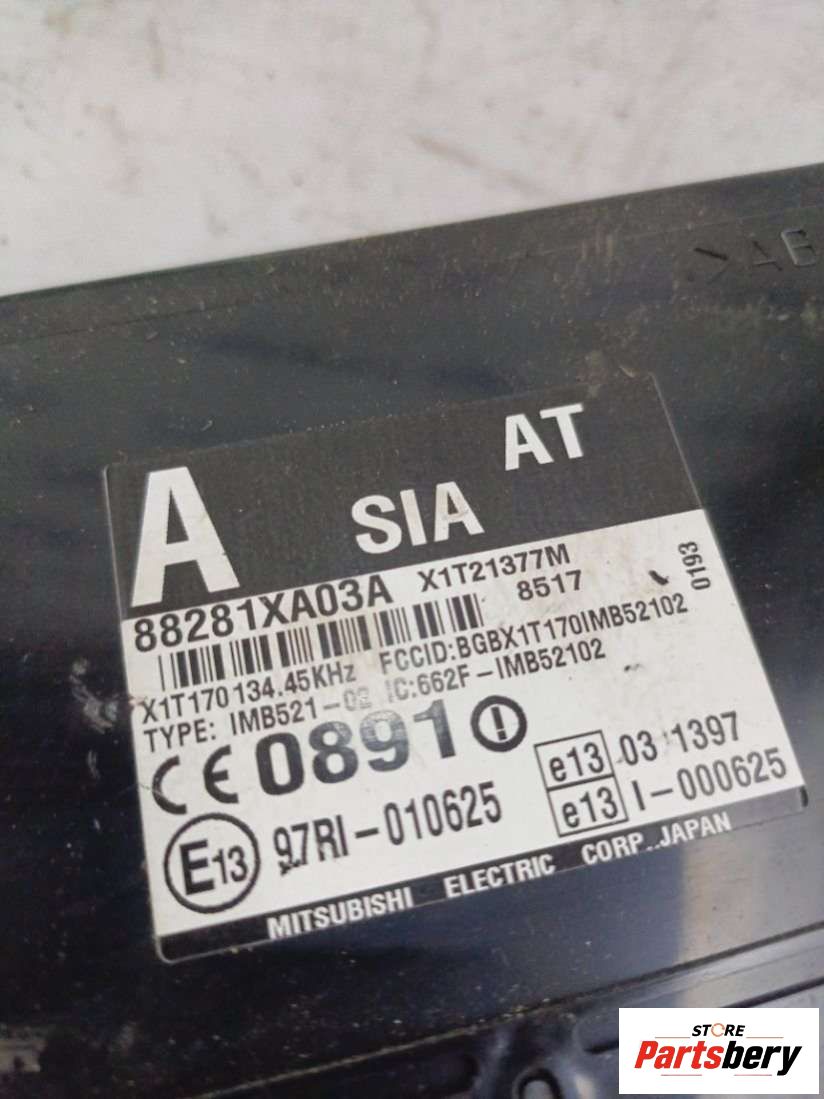 >AB
A SIA AT
88281XA03A X1T21377M
8517 0193
X1T170 134.45KHz FCCID:BGBX1T170IMB52102
TYPE: IMB521-02 IC:662F-IMB52102
CE 0891
e13 03 1397
E13 97RI-010625 e13 I-000625
MITSUBISHI ELECTRIC CORP., JAPAN
STORE
Partsbery